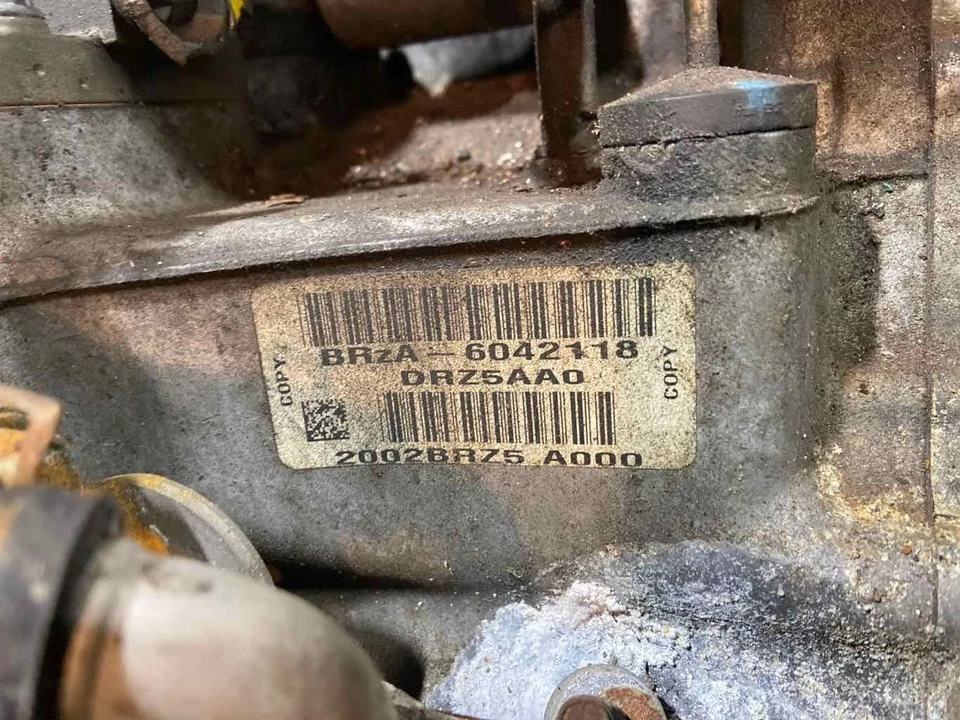 BRZA - 6042118
DRZ5AA0
COPY
COPY
2002BRZ5 A000